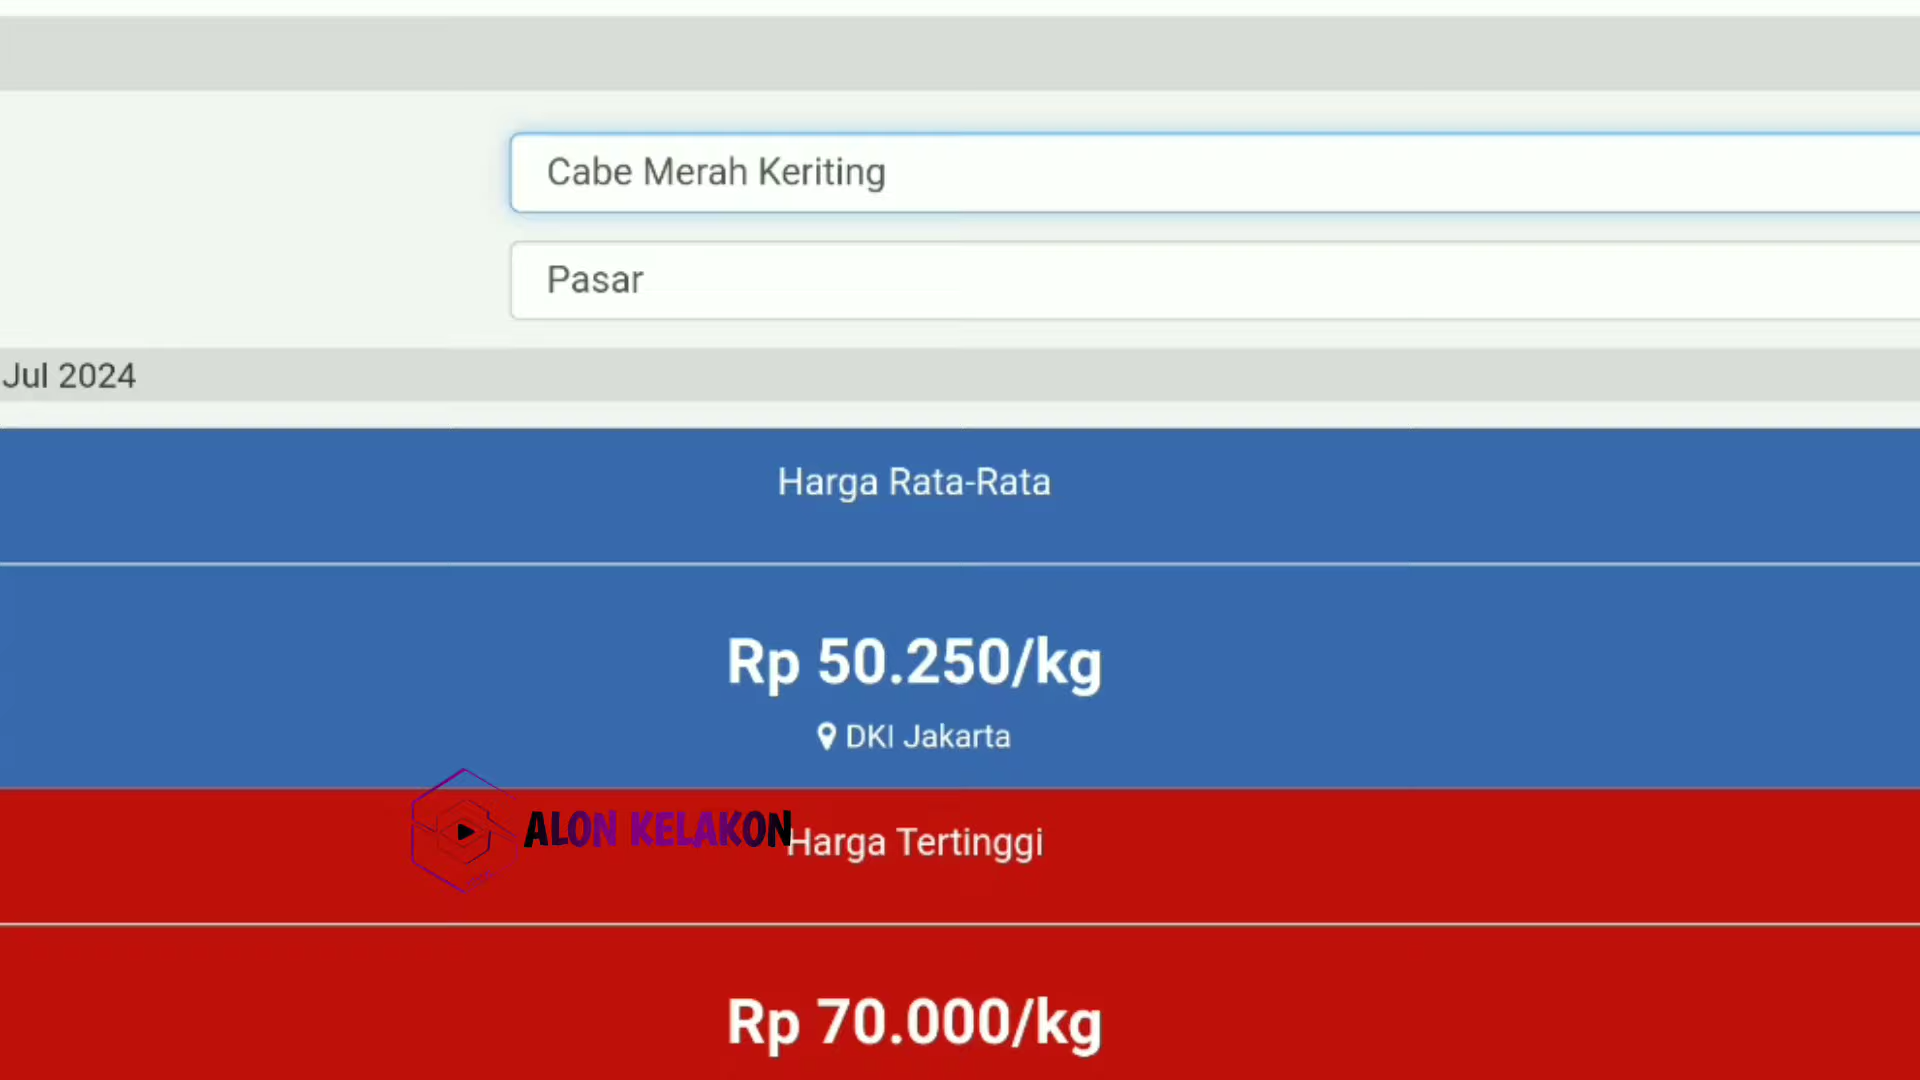 Cabe Merah Keriting
Pasar
Jul 2024
Harga Rata-Rata
Rp 50.250/kg
DKI Jakarta
ALON KELAKON
Harga Tertinggi
Rp 70.000/kg